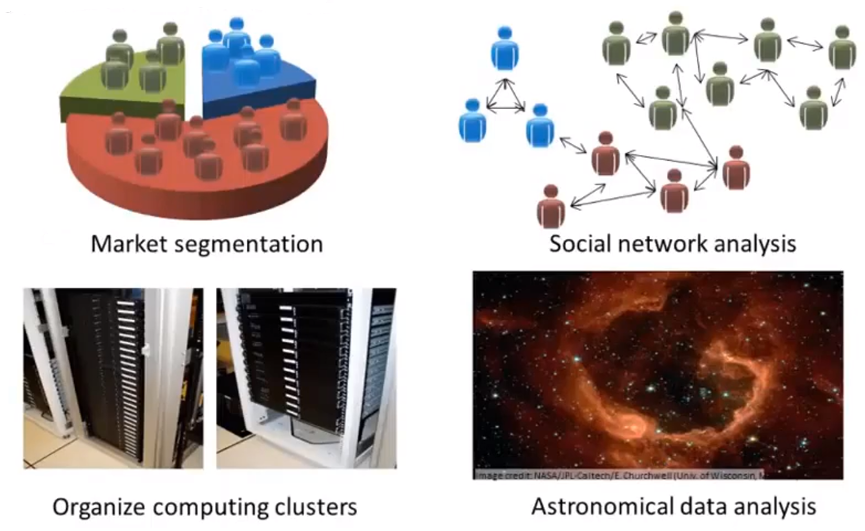 Market segmentation
Social network analysis
Image credit: NASA/JPL-Caltech/E. Churchwell (Univ. of Wisconsin,
Organize computing clusters
Astronomical data analysis